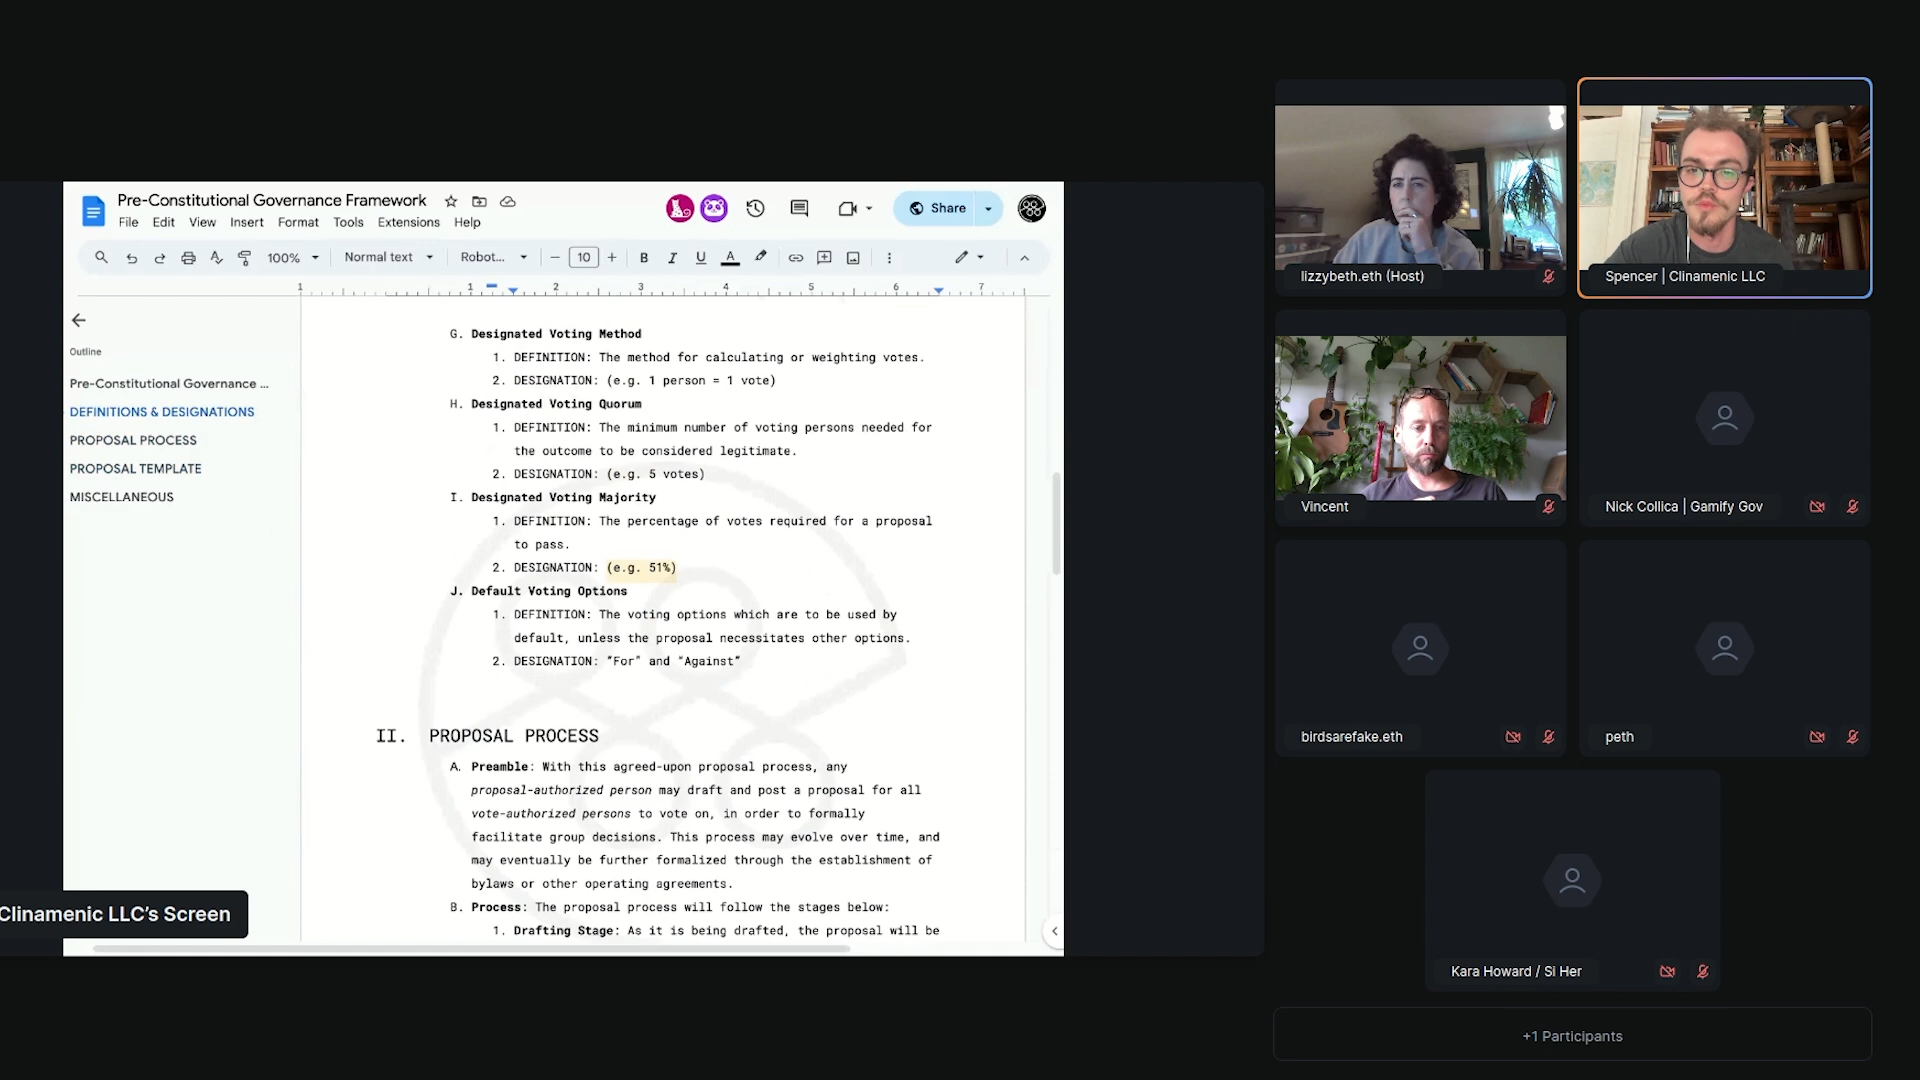 Pre-Constitutional Governance Framework
File Edit View Insert Format Tools Extensions Help
Share
100% Normal text Robot... 10 B I U A
1 1 2 3 4 5 6 7
Outline
Pre-Constitutional Governance ...
DEFINITIONS & DESIGNATIONS
PROPOSAL PROCESS
PROPOSAL TEMPLATE
MISCELLANEOUS
G. Designated Voting Method
1. DEFINITION: The method for calculating or weighting votes.
2. DESIGNATION: (e.g. 1 person = 1 vote)
H. Designated Voting Quorum
1. DEFINITION: The minimum number of voting persons needed for
the outcome to be considered legitimate.
2. DESIGNATION: (e.g. 5 votes)
I. Designated Voting Majority
1. DEFINITION: The percentage of votes required for a proposal
to pass.
2. DESIGNATION: (e.g. 51%)
J. Default Voting Options
1. DEFINITION: The voting options which are to be used by
default, unless the proposal necessitates other options.
2. DESIGNATION: “For” and “Against”
II. PROPOSAL PROCESS
A. Preamble: With this agreed-upon proposal process, any
proposal-authorized person may draft and post a proposal for all
vote-authorized persons to vote on, in order to formally
facilitate group decisions. This process may evolve over time, and
may eventually be further formalized through the establishment of
bylaws or other operating agreements.
B. Process: The proposal process will follow the stages below:
1. Drafting Stage: As it is being drafted, the proposal will be
Clinamenic LLC’s Screen
lizzybeth.eth (Host)
Spencer | Clinamenic LLC
Vincent
Nick Collica | Gamify Gov
birdsarefake.eth
peth
Kara Howard / Si Her
+1 Participants